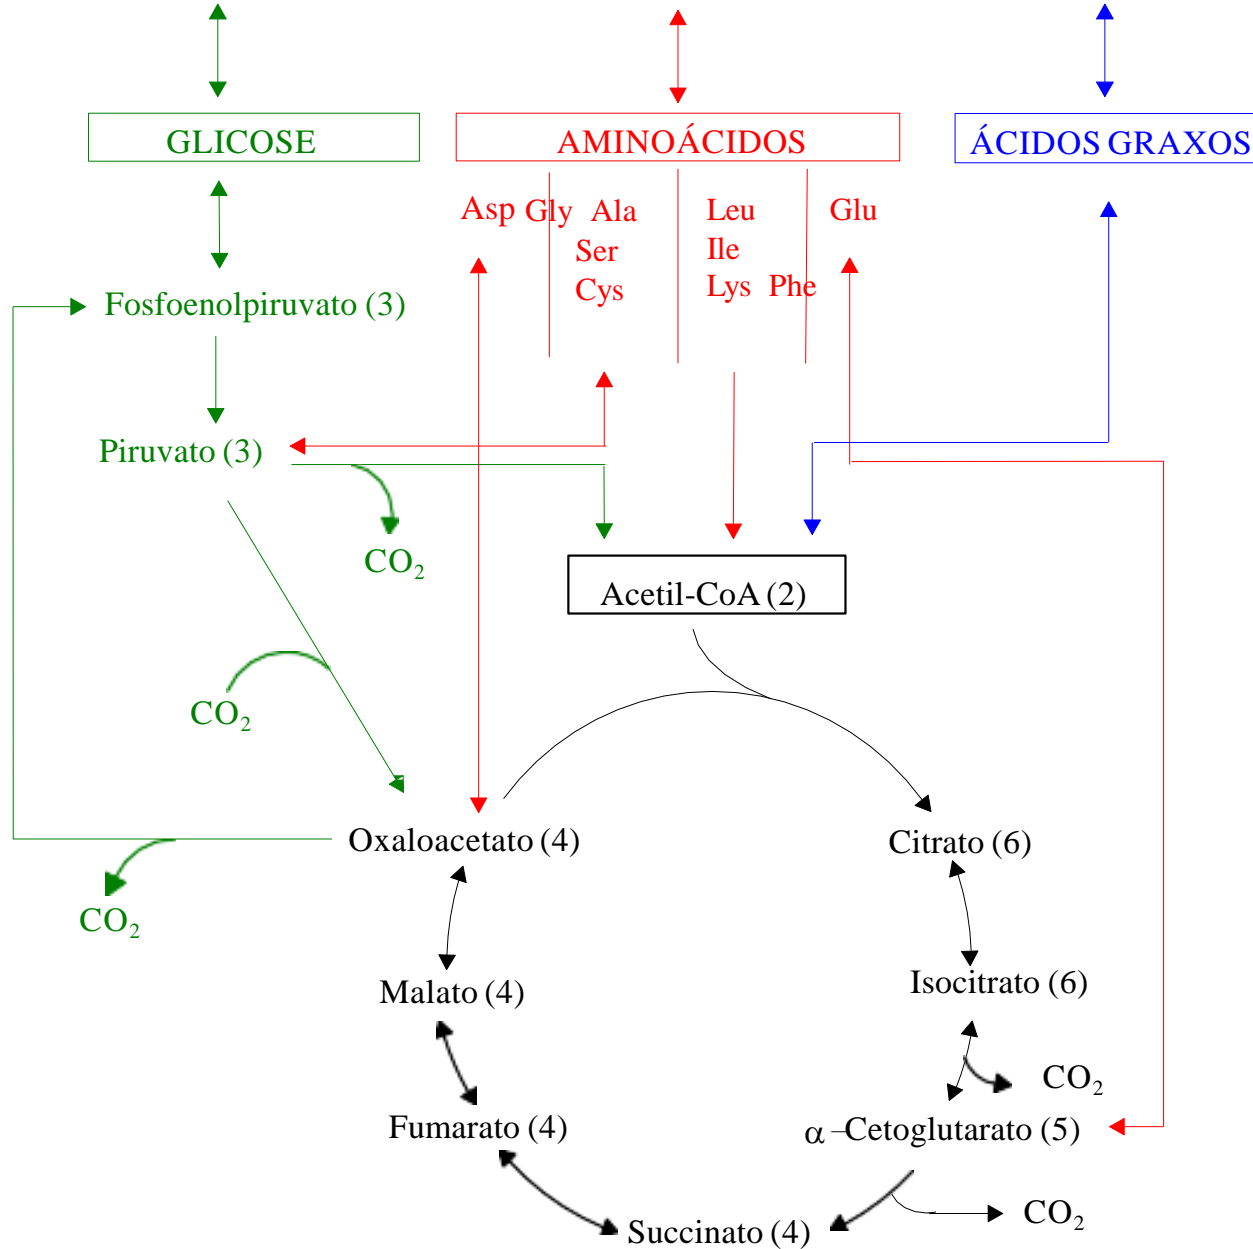 GLICOSE
AMINOÁCIDOS
ÁCIDOS GRAXOS
Asp Gly Ala Leu Glu
Ser Ile
Cys Lys Phe
Fosfoenolpiruvato (3)
Piruvato (3)
CO₂
Acetil-CoA (2)
CO₂
Oxaloacetato (4)
Citrato (6)
CO₂
Malato (4)
Isocitrato (6)
CO₂
Fumarato (4)
α–Cetoglutarato (5)
CO₂
Succinato (4)